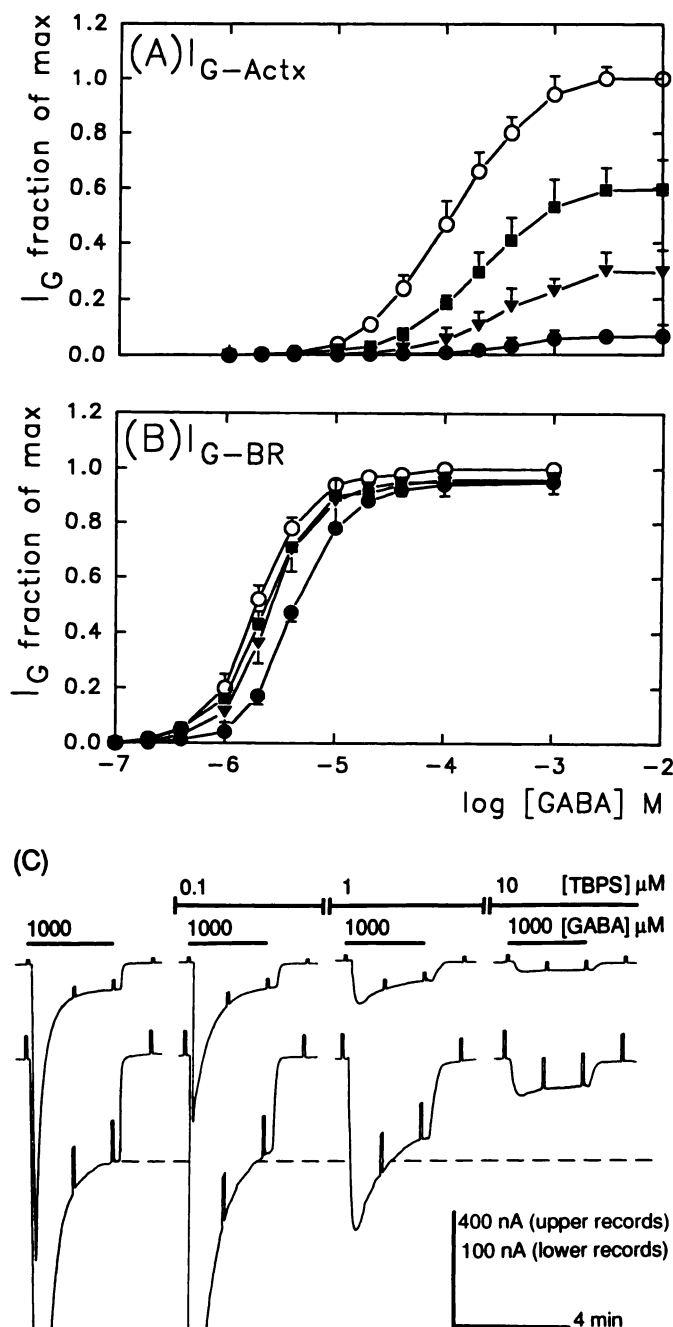 (A) I G-Actx
I G fraction of max
1.2
1.0
0.8
0.6
0.4
0.2
0.0
(B) I G-BR
I G fraction of max
1.2
1.0
0.8
0.6
0.4
0.2
0.0
-7 -6 -5 -4 -3 -2
log [GABA] M
(C)
0.1 1 10 [TBPS] μM
1000 1000 1000 1000 [GABA] μM
400 nA (upper records)
100 nA (lower records)
4 min